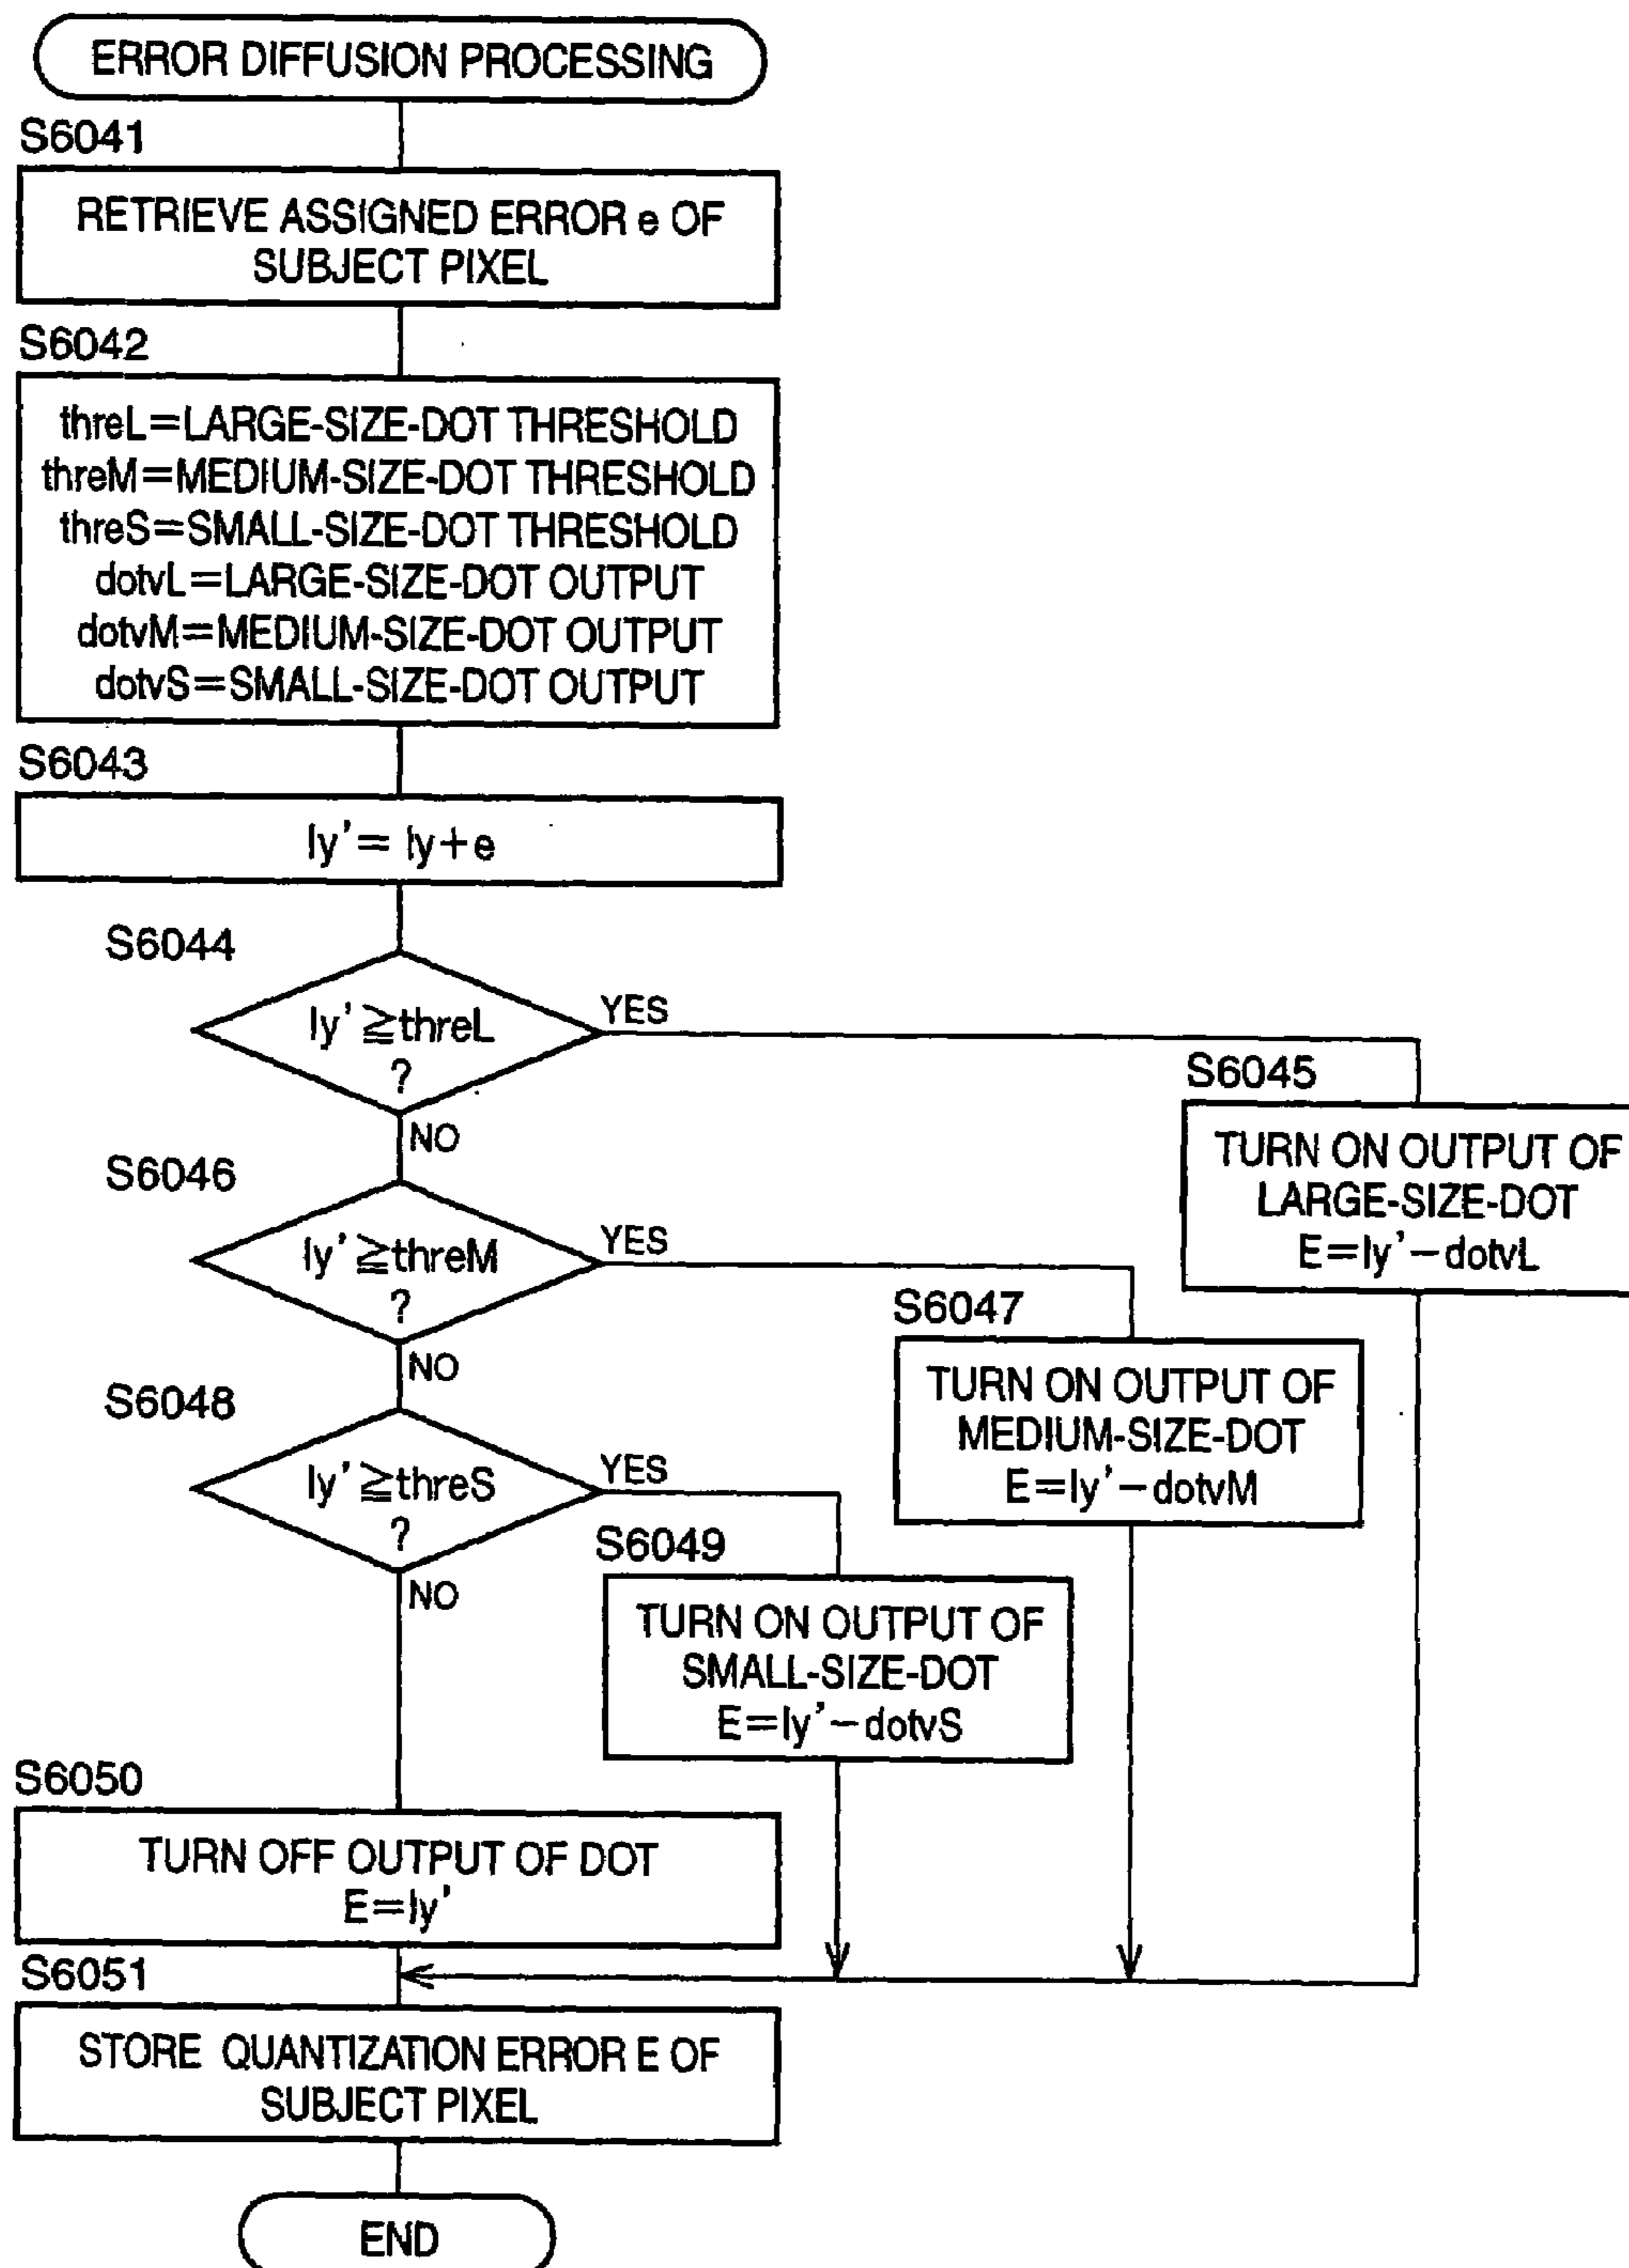 ERROR DIFFUSION PROCESSING
S6041
RETRIEVE ASSIGNED ERROR e OF
SUBJECT PIXEL
S6042
threL=LARGE-SIZE-DOT THRESHOLD
threM=MEDIUM-SIZE-DOT THRESHOLD
threS=SMALL-SIZE-DOT THRESHOLD
dotvL=LARGE-SIZE-DOT OUTPUT
dotvM=MEDIUM-SIZE-DOT OUTPUT
dotvS=SMALL-SIZE-DOT OUTPUT
S6043
Iy'= Iy+e
S6044
Iy'≧threL
?
YES
NO
S6045
TURN ON OUTPUT OF
LARGE-SIZE-DOT
E=Iy'-dotvL
S6046
Iy'≧threM
?
YES
NO
S6047
TURN ON OUTPUT OF
MEDIUM-SIZE-DOT
E=Iy'-dotvM
S6048
Iy'≧threS
?
YES
NO
S6049
TURN ON OUTPUT OF
SMALL-SIZE-DOT
E=Iy'-dotvS
S6050
TURN OFF OUTPUT OF DOT
E=Iy'
S6051
STORE QUANTIZATION ERROR E OF
SUBJECT PIXEL
END